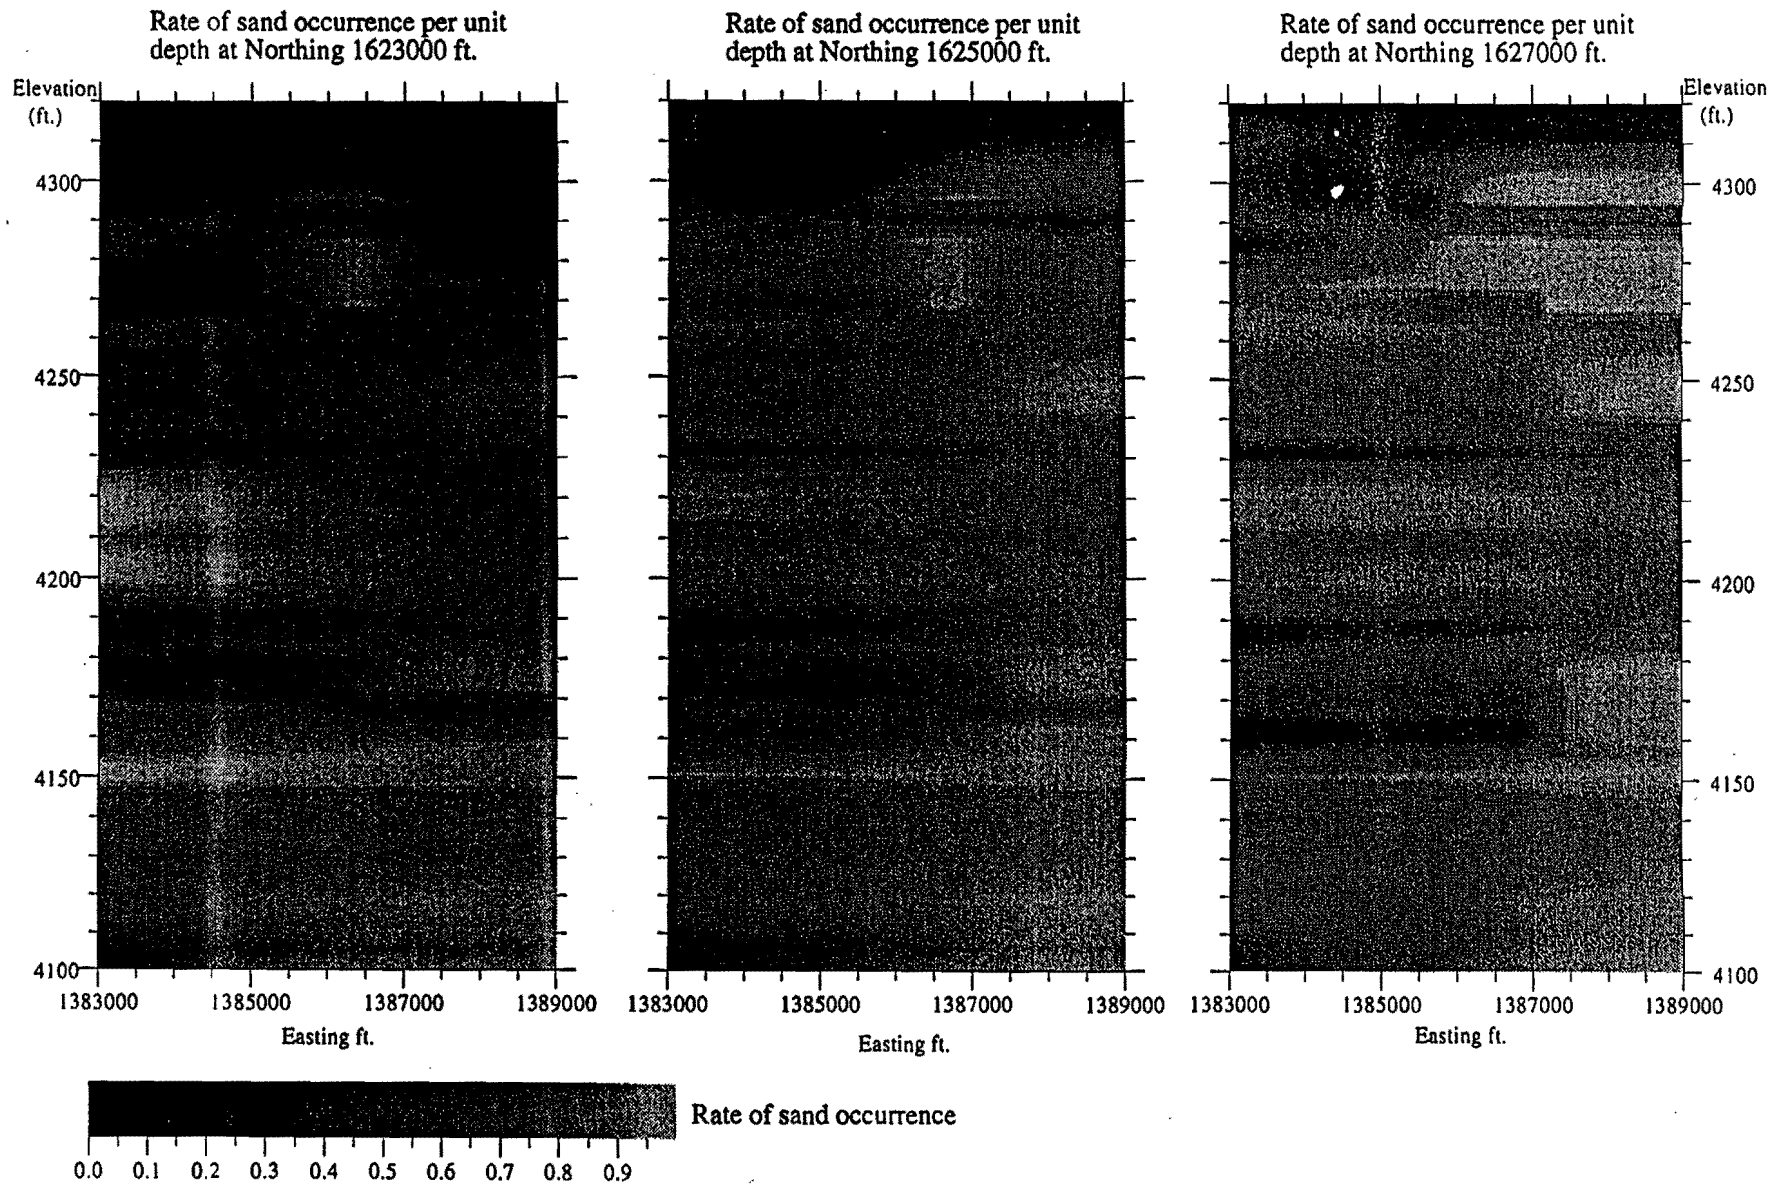 Rate of sand occurrence per unit
depth at Northing 1623000 ft.
Rate of sand occurrence per unit
depth at Northing 1625000 ft.
Rate of sand occurrence per unit
depth at Northing 1627000 ft.
Elevation
(ft.)
4300
4250
4200
4150
4100
1383000 1385000 1387000 1389000
Easting ft.
1383000 1385000 1387000 1389000
Easting ft.
Elevation
(ft.)
4300
4250
4200
4150
4100
1383000 1385000 1387000 1389000
Easting ft.
Rate of sand occurrence
0.0 0.1 0.2 0.3 0.4 0.5 0.6 0.7 0.8 0.9